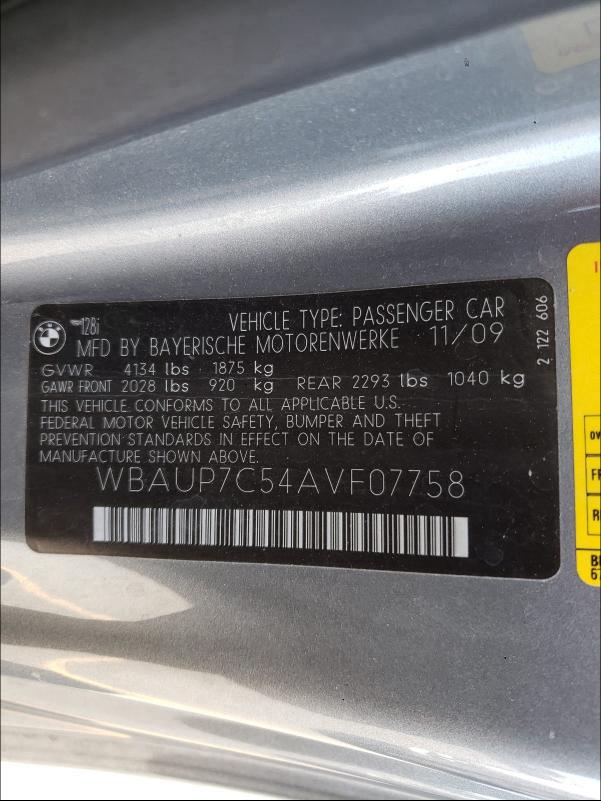 128i
VEHICLE TYPE: PASSENGER CAR
MFD BY BAYERISCHE MOTORENWERKE 11/09
GVWR 4134 lbs 1875 kg
GAWR FRONT 2028 lbs 920 kg REAR 2293 lbs 1040 kg
THIS VEHICLE CONFORMS TO ALL APPLICABLE U.S.
FEDERAL MOTOR VEHICLE SAFETY, BUMPER AND THEFT
PREVENTION STANDARDS IN EFFECT ON THE DATE OF
MANUFACTURE SHOWN ABOVE.
WBAUP7C54AVF07758
2 122 606